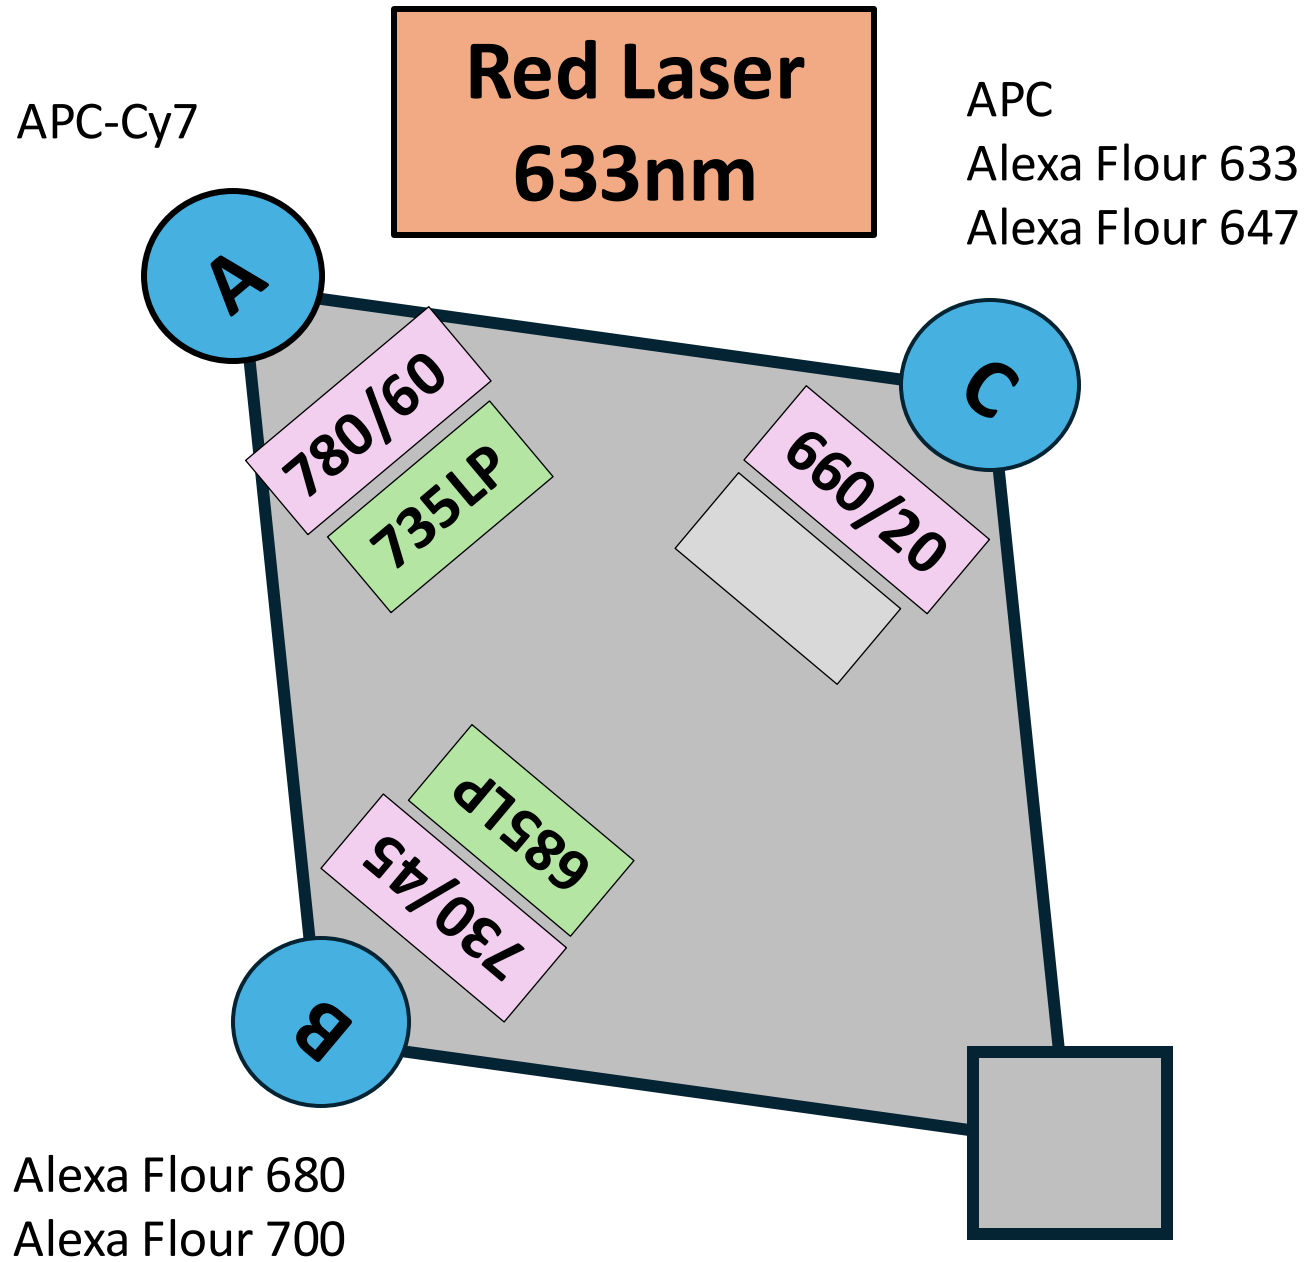 Red Laser
633nm
APC-Cy7
APC
Alexa Flour 633
Alexa Flour 647
A
C
780/60
735LP
660/20
685LP
730/45
B
Alexa Flour 680
Alexa Flour 700